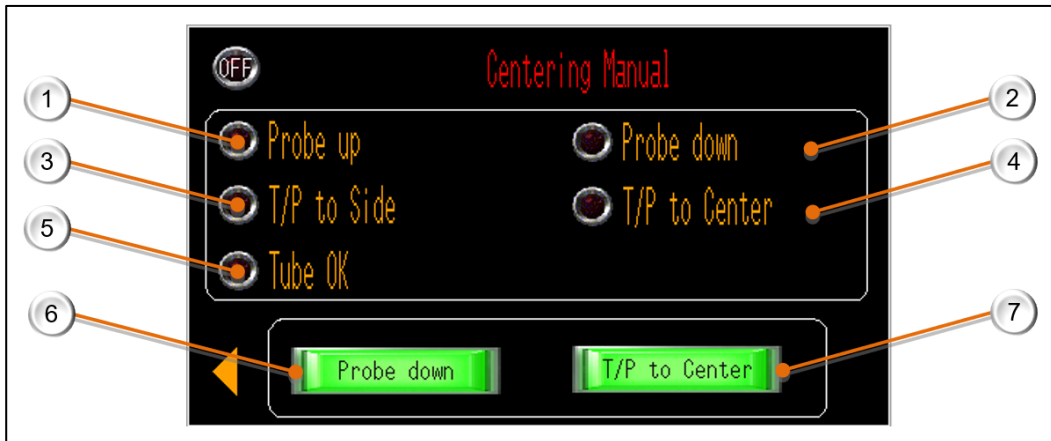 OFF Centering Manual
1 Probe up Probe down 2
3 T/P to Side T/P to Center 4
5 Tube OK
6 Probe down T/P to Center 7